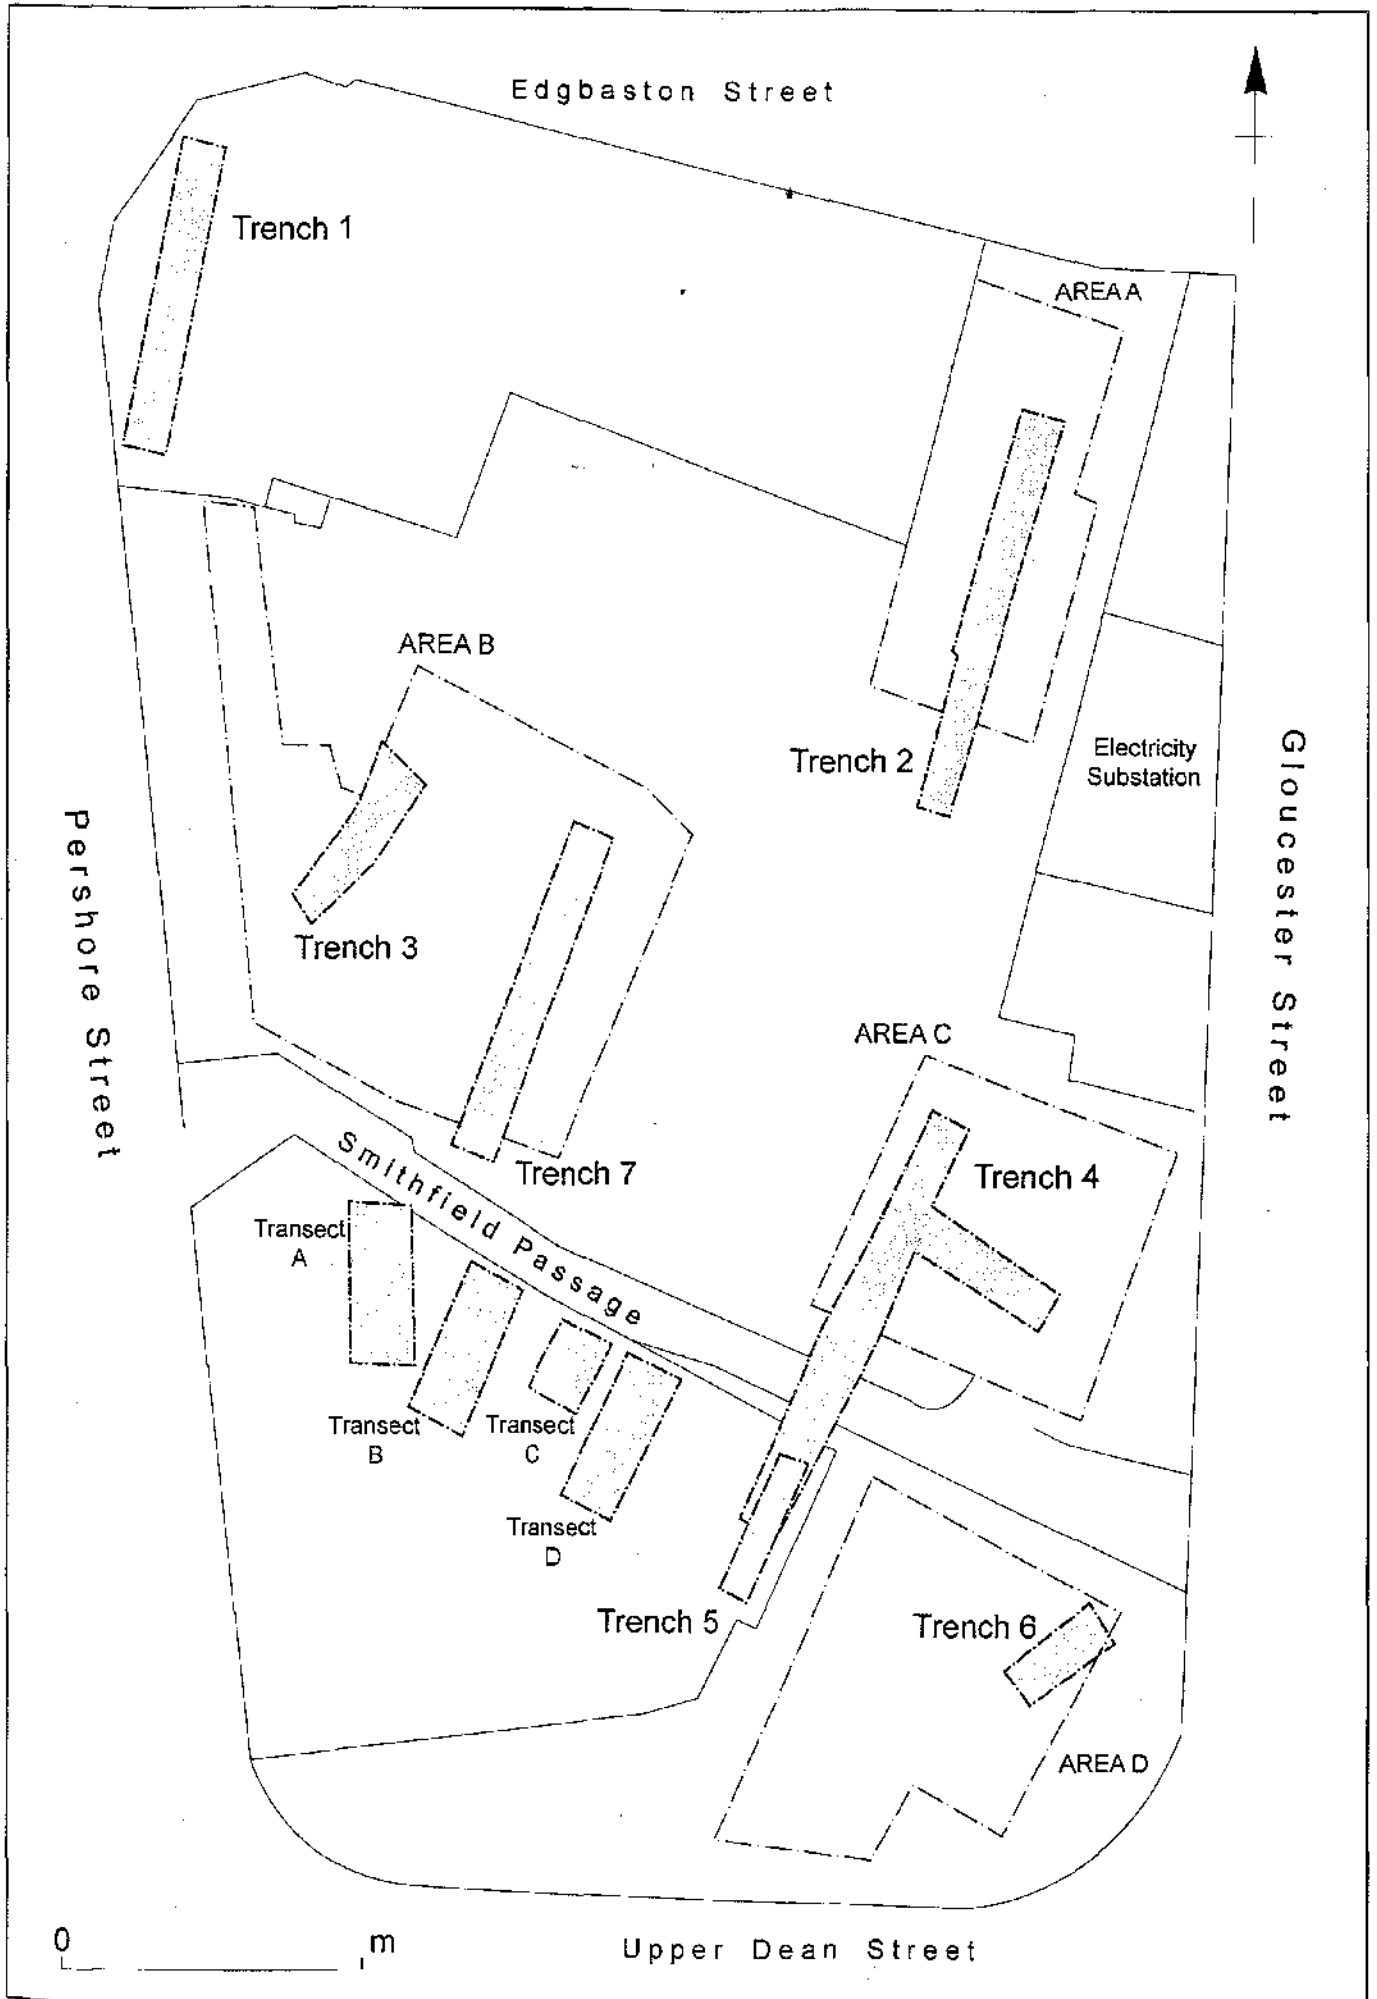 Edgbaston Street
Trench 1
AREA A
AREA B
Trench 2
Electricity
Substation
Gloucester Street
Pershore Street
Trench 3
AREA C
Trench 7
Trench 4
Smithfield Passage
Transect
A
Transect
B
Transect
C
Transect
D
Trench 5
Trench 6
AREA D
0
m
Upper Dean Street